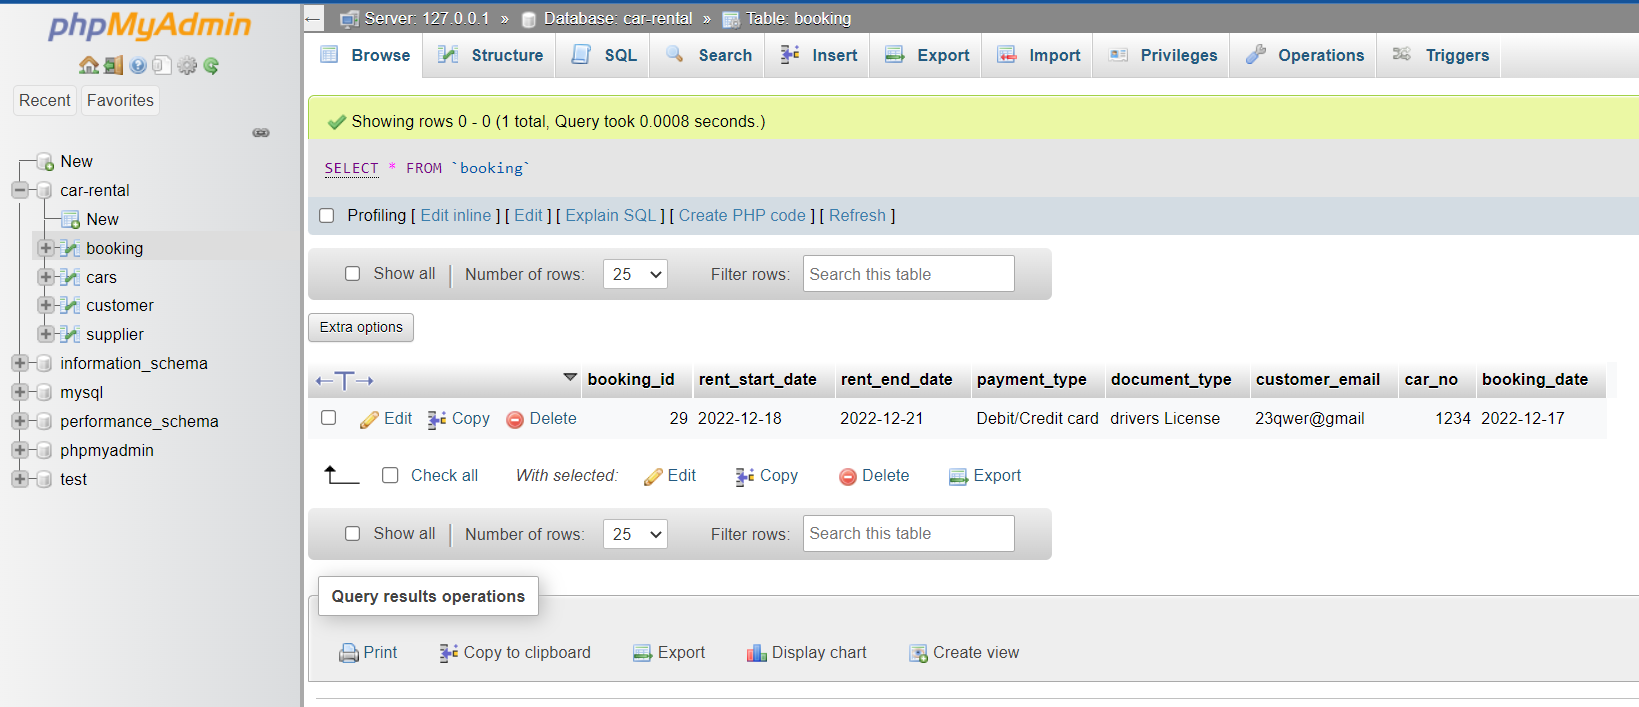 phpMyAdmin
Recent Favorites
New
car-rental
New
booking
cars
customer
supplier
information_schema
mysql
performance_schema
phpmyadmin
test
Server: 127.0.0.1 » Database: car-rental » Table: booking
Browse Structure SQL Search Insert Export Import Privileges Operations Triggers
Showing rows 0 - 0 (1 total, Query took 0.0008 seconds.)
SELECT * FROM `booking`
Profiling [ Edit inline ] [ Edit ] [ Explain SQL ] [ Create PHP code ] [ Refresh ]
Show all Number of rows: 25 Filter rows: Search this table
Extra options
booking_id rent_start_date rent_end_date payment_type document_type customer_email car_no booking_date
Edit Copy Delete 29 2022-12-18 2022-12-21 Debit/Credit card drivers License 23qwer@gmail 1234 2022-12-17
Check all With selected: Edit Copy Delete Export
Show all Number of rows: 25 Filter rows: Search this table
Query results operations
Print Copy to clipboard Export Display chart Create view